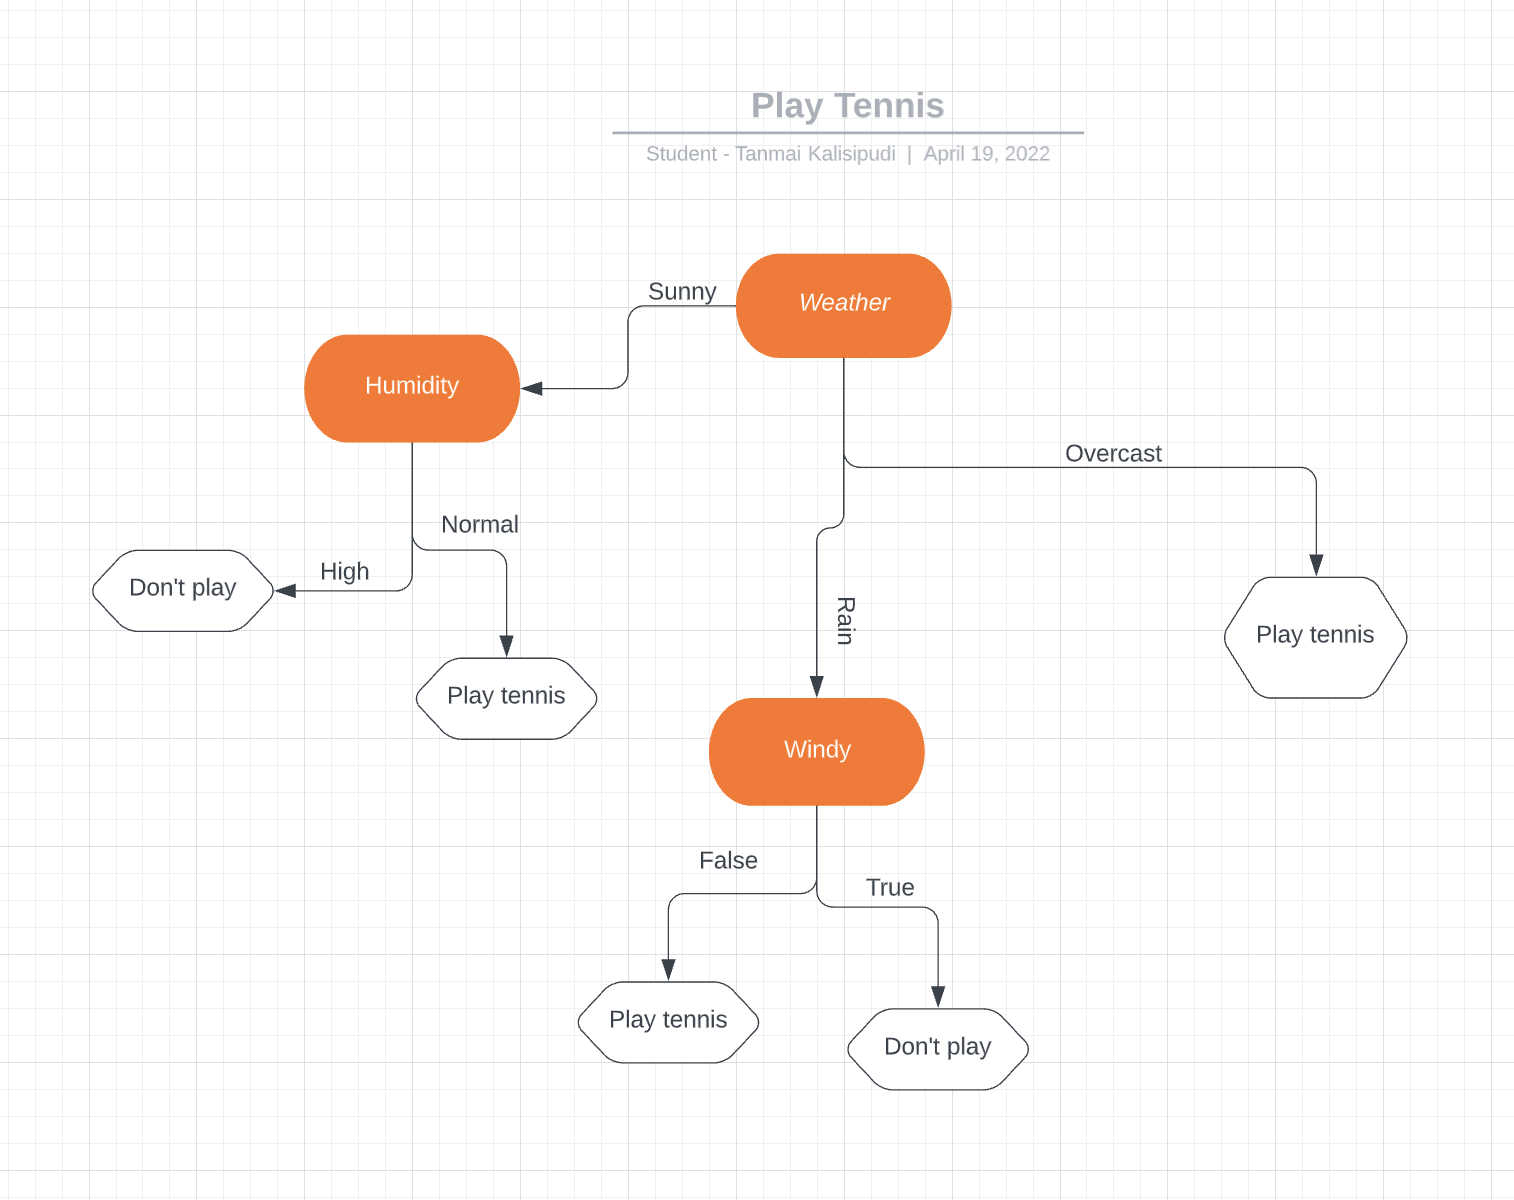 Play Tennis
Student - Tanmai Kalisipudi | April 19, 2022
Sunny
Weather
Humidity
Overcast
Normal
High
Don't play
Rain
Play tennis
Play tennis
Windy
False
True
Play tennis
Don't play